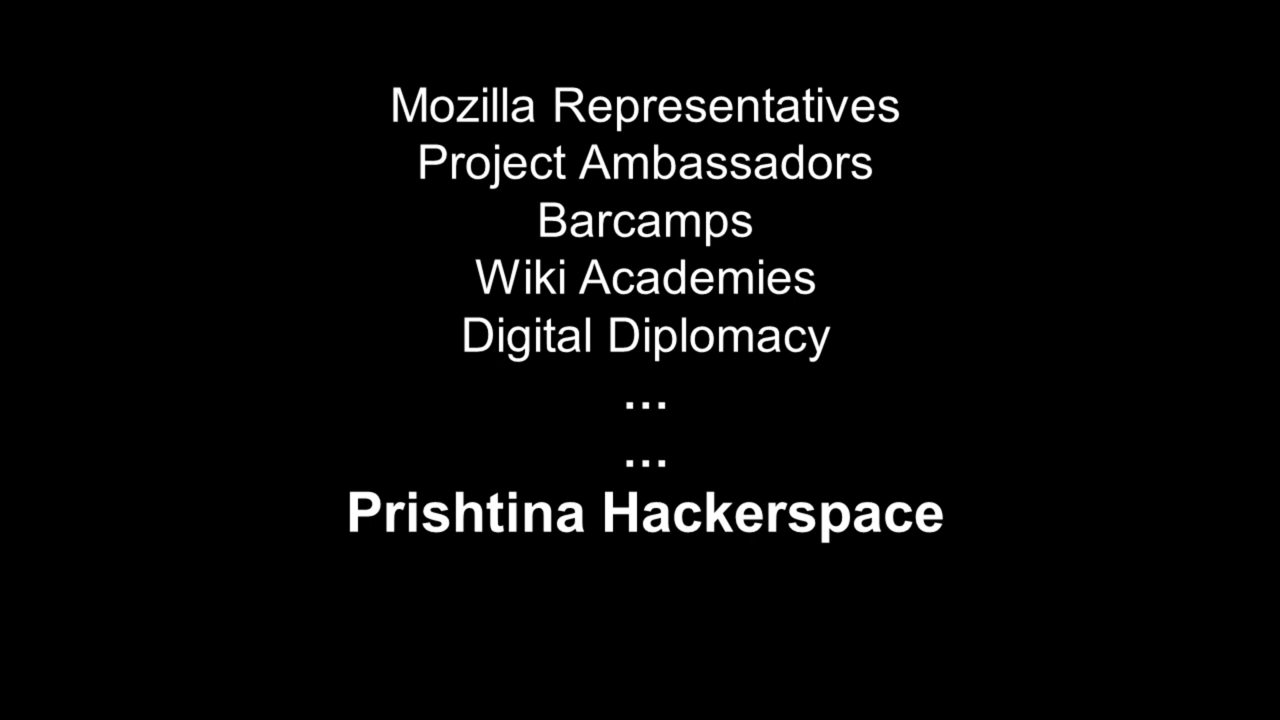 Mozilla Representatives
Project Ambassadors
Barcamps
Wiki Academies
Digital Diplomacy
...
...
Prishtina Hackerspace